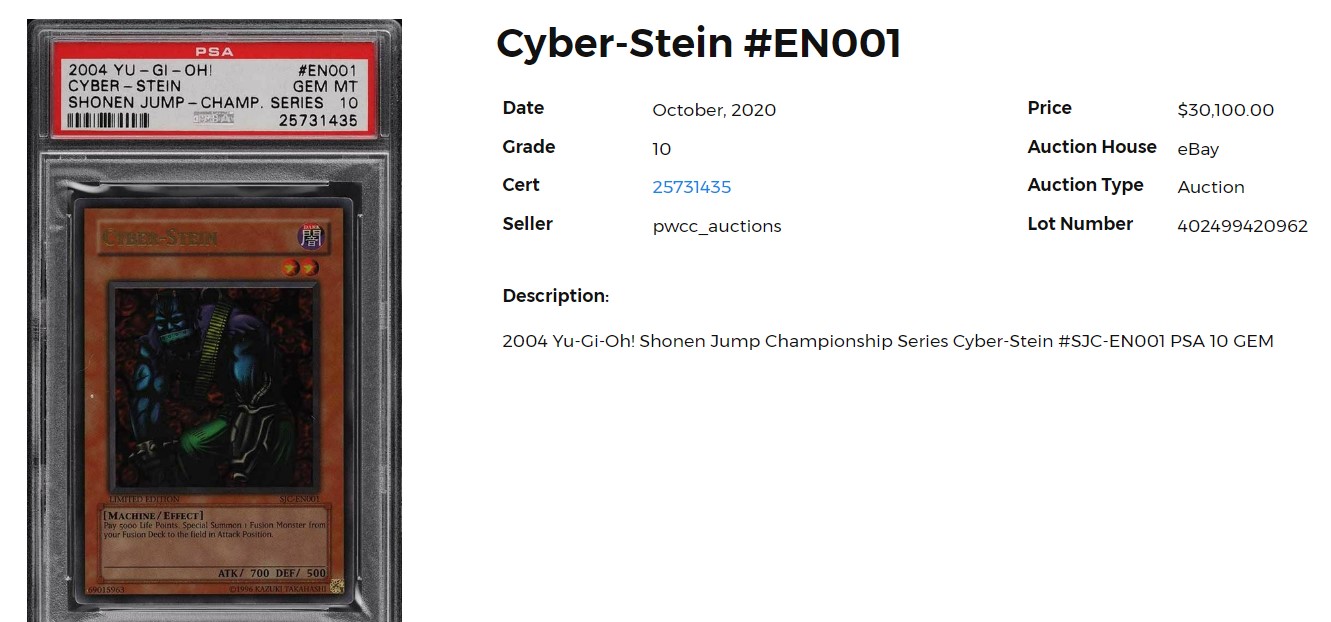 PSA
2004 YU-GI-OH! #EN001
CYBER-STEIN GEM MT
SHONEN JUMP-CHAMP. SERIES 10
25731435
CYBER-STEIN
DARK
闇
LIMITED EDITION SJC-EN001
[MACHINE/EFFECT]
Pay 5000 Life Points. Special Summon 1 Fusion Monster from
your Fusion Deck to the field in Attack Position.
ATK/ 700 DEF/ 500
69015963 ©1996 KAZUKI TAKAHASHI
Cyber-Stein #EN001
Date October, 2020 Price $30,100.00
Grade 10 Auction House eBay
Cert 25731435 Auction Type Auction
Seller pwcc_auctions Lot Number 402499420962
Description:
2004 Yu-Gi-Oh! Shonen Jump Championship Series Cyber-Stein #SJC-EN001 PSA 10 GEM